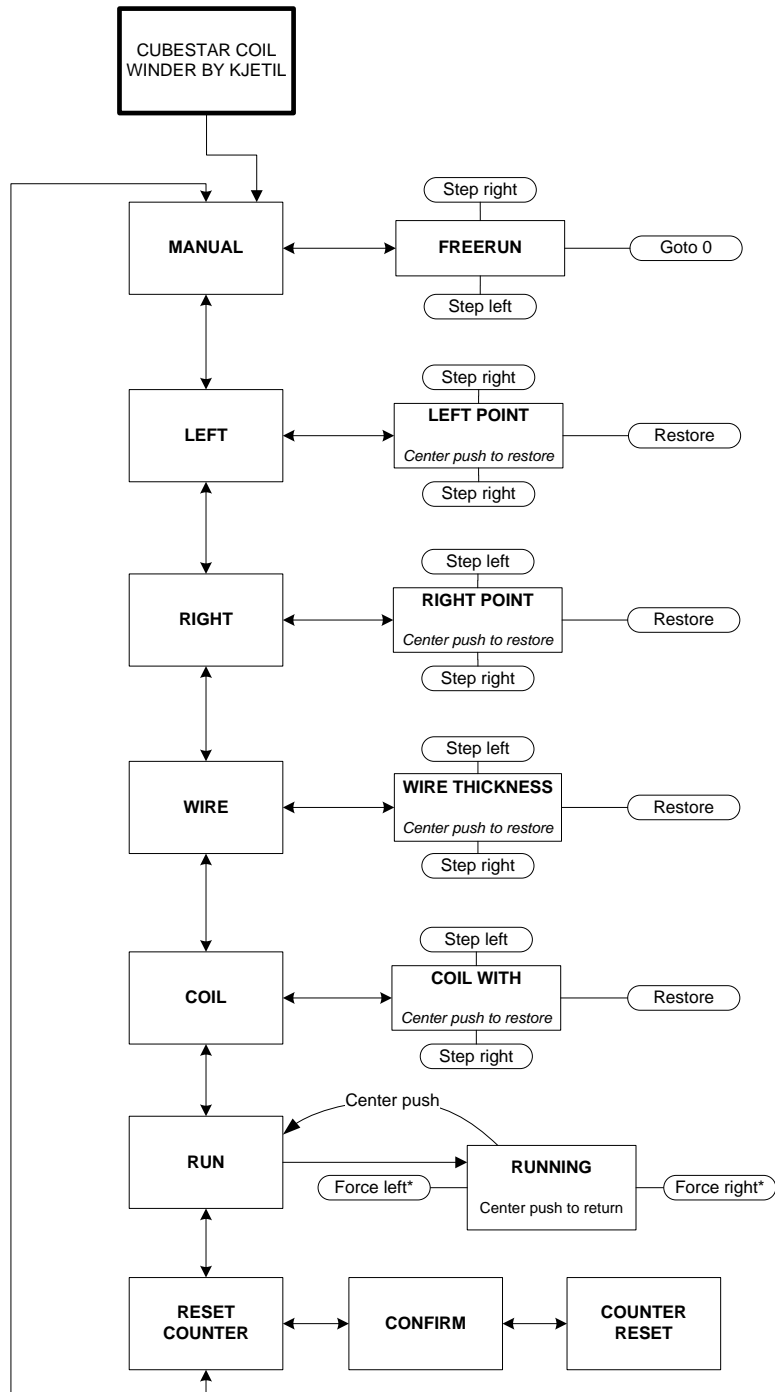 CUBESTAR COIL
WINDER BY KJETIL
Step right
MANUAL
FREERUN
Goto 0
Step left
Step right
LEFT POINT
LEFT
Restore
Center push to restore
Step right
Step left
RIGHT POINT
RIGHT
Restore
Center push to restore
Step right
Step left
WIRE THICKNESS
WIRE
Restore
Center push to restore
Step right
Step left
COIL WITH
COIL
Restore
Center push to restore
Step right
Center push
RUN
RUNNING
Force left*
Force right*
Center push to return
RESET
COUNTER
CONFIRM
COUNTER
RESET